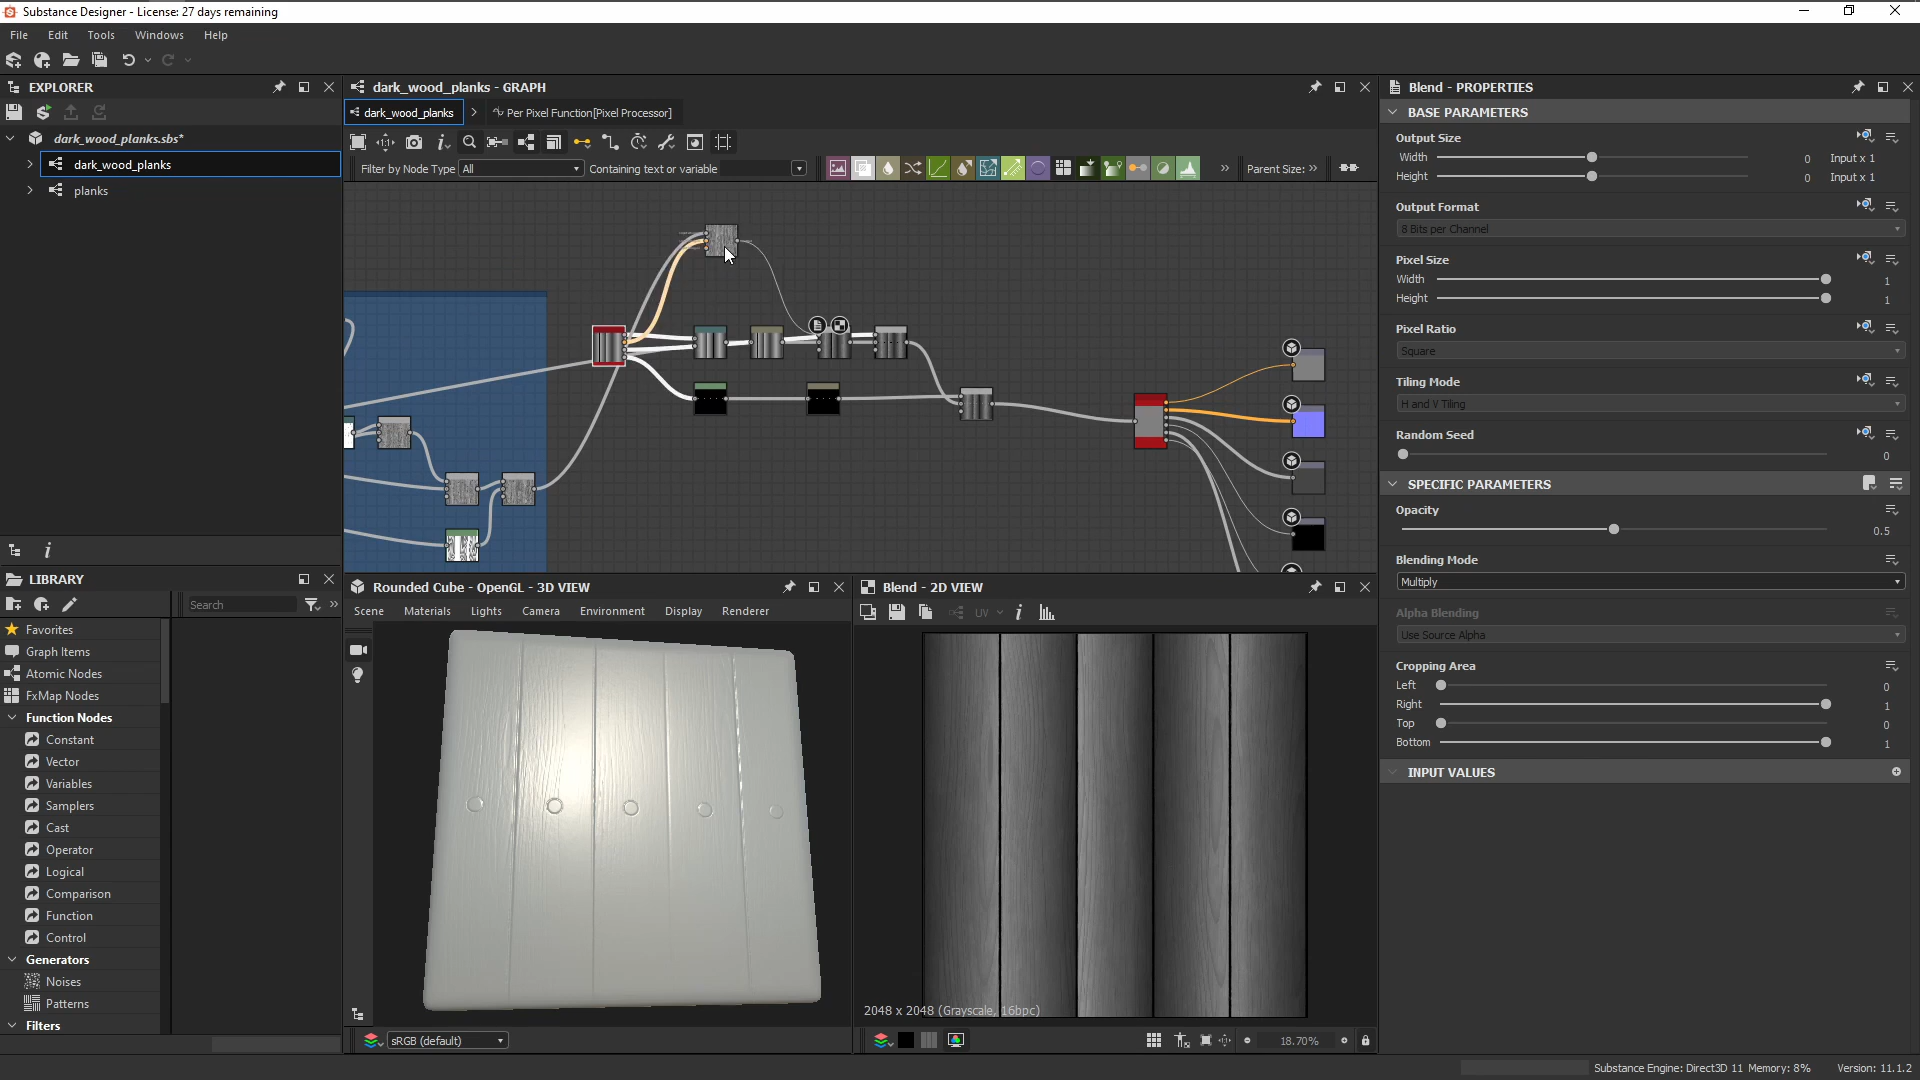 Substance Designer - License: 27 days remaining
File Edit Tools Windows Help
EXPLORER
dark_wood_planks.sbs*
dark_wood_planks
planks
LIBRARY
Search
Favorites
Graph Items
Atomic Nodes
FxMap Nodes
Function Nodes
Constant
Vector
Variables
Samplers
Cast
Operator
Logical
Comparison
Function
Control
Generators
Noises
Patterns
Filters
dark_wood_planks - GRAPH
dark_wood_planks
Per Pixel Function[Pixel Processor]
Filter by Node Type All Containing text or variable
Parent Size:
Rounded Cube - OpenGL - 3D VIEW
Scene Materials Lights Camera Environment Display Renderer
sRGB (default)
Blend - 2D VIEW
UV
2048 x 2048 (Grayscale, 16bpc)
18.70%
Blend - PROPERTIES
BASE PARAMETERS
Output Size
Width 0 Input x 1
Height 0 Input x 1
Output Format
8 Bits per Channel
Pixel Size
Width 1
Height 1
Pixel Ratio
Square
Tiling Mode
H and V Tiling
Random Seed
0
SPECIFIC PARAMETERS
Opacity
0.5
Blending Mode
Multiply
Alpha Blending
Use Source Alpha
Cropping Area
Left 0
Right 1
Top 0
Bottom 1
INPUT VALUES
Substance Engine: Direct3D 11 Memory: 8% Version: 11.1.2